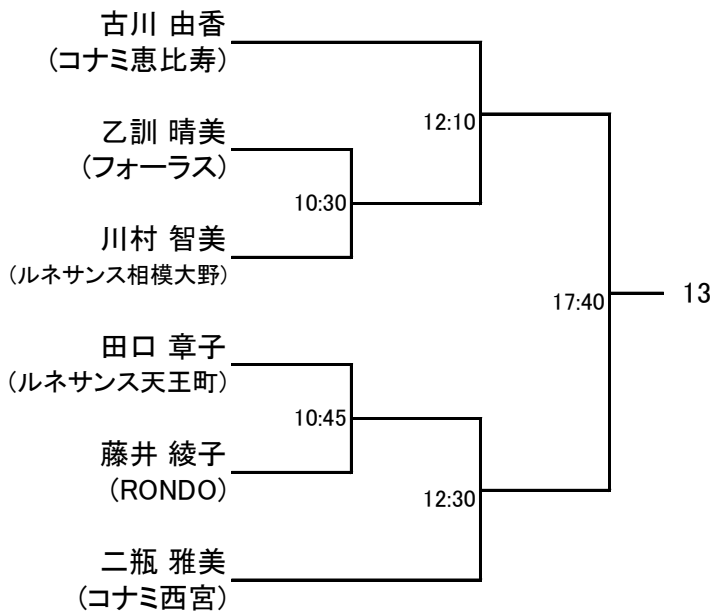 古川 由香
(コナミ恵比寿)
12:10
乙訓 晴美
(フォーラス)
10:30
川村 智美
(ルネサンス相模大野)
17:40
13
田口 章子
(ルネサンス天王町)
10:45
藤井 綾子
(RONDO)
12:30
二瓶 雅美
(コナミ西宮)